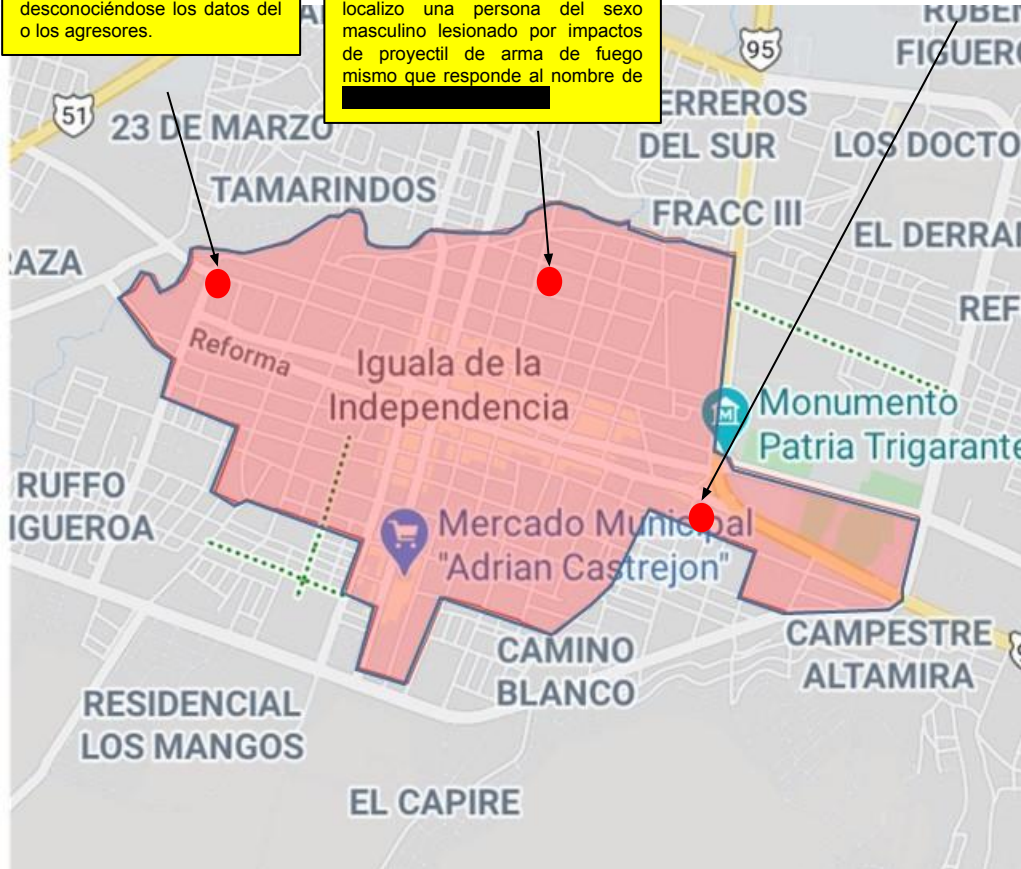 desconociéndose los datos del
o los agresores.
localizo una persona del sexo
masculino lesionado por impactos
de proyectil de arma de fuego
mismo que responde al nombre de
95
51
23 DE MARZO
DEL SUR
LOS DOCTO
TAMARINDOS
FRACC III
EL DERRA
REF
Reforma
Iguala de la
Independencia
Monumento
Patria Trigarante
RUFFO
IGUEROA
Mercado Municipal
"Adrian Castrejon"
CAMINO
BLANCO
CAMPESTRE
ALTAMIRA
RESIDENCIAL
LOS MANGOS
EL CAPIRE